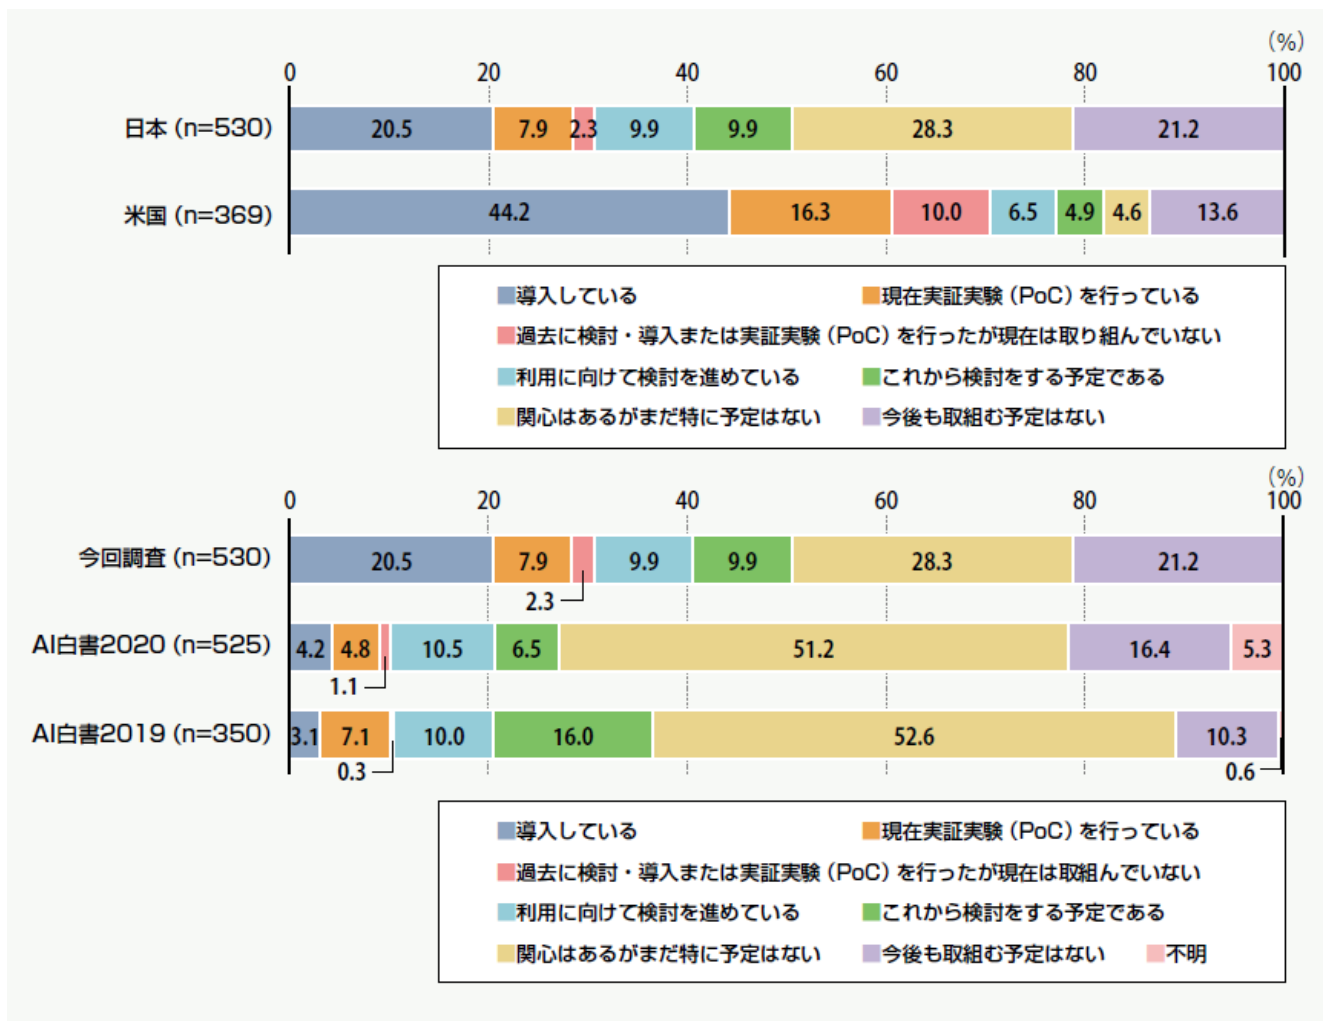 (%)
0 20 40 60 80 100
日本(n=530) 20.5 7.9 2.3 9.9 9.9 28.3 21.2
米国(n=369) 44.2 16.3 10.0 6.5 4.9 4.6 13.6
■導入している ■現在実証実験(PoC)を行っている
■過去に検討・導入または実証実験(PoC)を行ったが現在は取り組んでいない
■利用に向けて検討を進めている ■これから検討をする予定である
■関心はあるがまだ特に予定はない ■今後も取組む予定はない
(%)
0 20 40 60 80 100
今回調査(n=530) 20.5 7.9 9.9 9.9 28.3 21.2
2.3
AI白書2020(n=525) 4.2 4.8 10.5 6.5 51.2 16.4 5.3
1.1
AI白書2019(n=350) 3.1 7.1 10.0 16.0 52.6 10.3
0.3 0.6
■導入している ■現在実証実験(PoC)を行っている
■過去に検討・導入または実証実験(PoC)を行ったが現在は取組んでいない
■利用に向けて検討を進めている ■これから検討をする予定である
■関心はあるがまだ特に予定はない ■今後も取組む予定はない ■不明